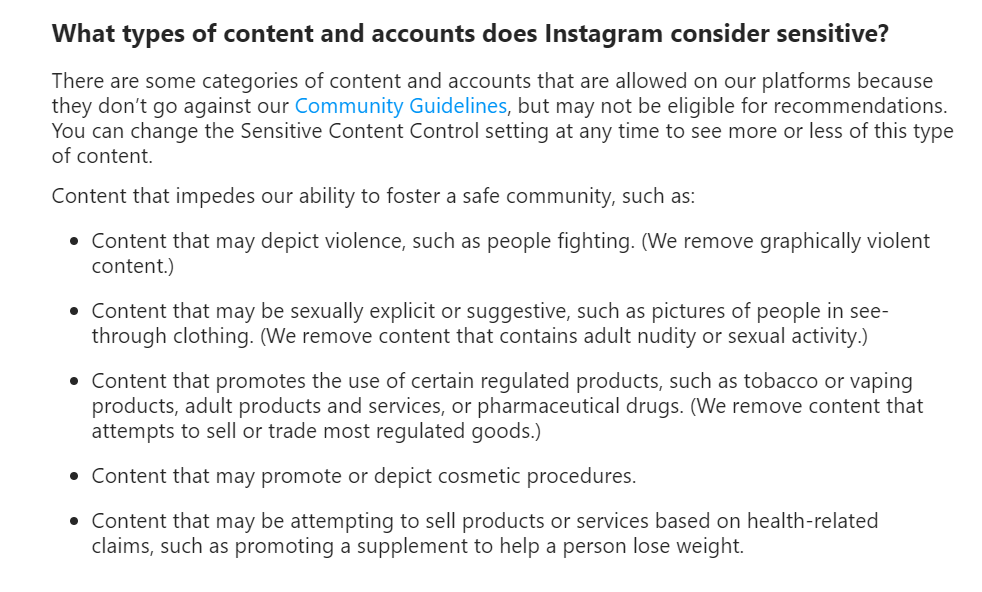 What types of content and accounts does Instagram consider sensitive?
There are some categories of content and accounts that are allowed on our platforms because
they don’t go against our Community Guidelines, but may not be eligible for recommendations.
You can change the Sensitive Content Control setting at any time to see more or less of this type
of content.
Content that impedes our ability to foster a safe community, such as:
• Content that may depict violence, such as people fighting. (We remove graphically violent
content.)
• Content that may be sexually explicit or suggestive, such as pictures of people in see-
through clothing. (We remove content that contains adult nudity or sexual activity.)
• Content that promotes the use of certain regulated products, such as tobacco or vaping
products, adult products and services, or pharmaceutical drugs. (We remove content that
attempts to sell or trade most regulated goods.)
• Content that may promote or depict cosmetic procedures.
• Content that may be attempting to sell products or services based on health-related
claims, such as promoting a supplement to help a person lose weight.